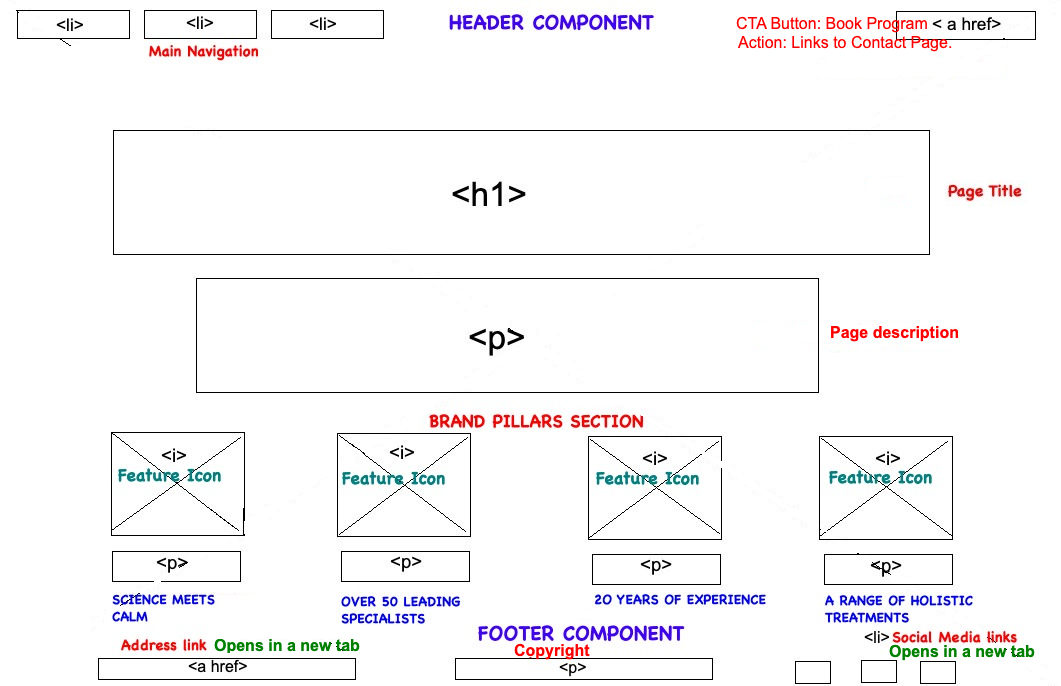 <li>
<li>
<li>
HEADER COMPONENT
CTA Button: Book Program
< a href>
Action: Links to Contact Page.
Main Navigation
<h1>
Page Title
<p>
Page description
BRAND PILLARS SECTION
<i>
Feature Icon
<i>
Feature Icon
<i>
Feature Icon
<i>
Feature Icon
<p>
<p>
<p>
<p>
SCIENCE MEETS
CALM
OVER 50 LEADING
SPECIALISTS
20 YEARS OF EXPERIENCE
A RANGE OF HOLISTIC
TREATMENTS
FOOTER COMPONENT
Address link Opens in a new tab
<a href>
Copyright
<p>
<li> Social Media links
Opens in a new tab